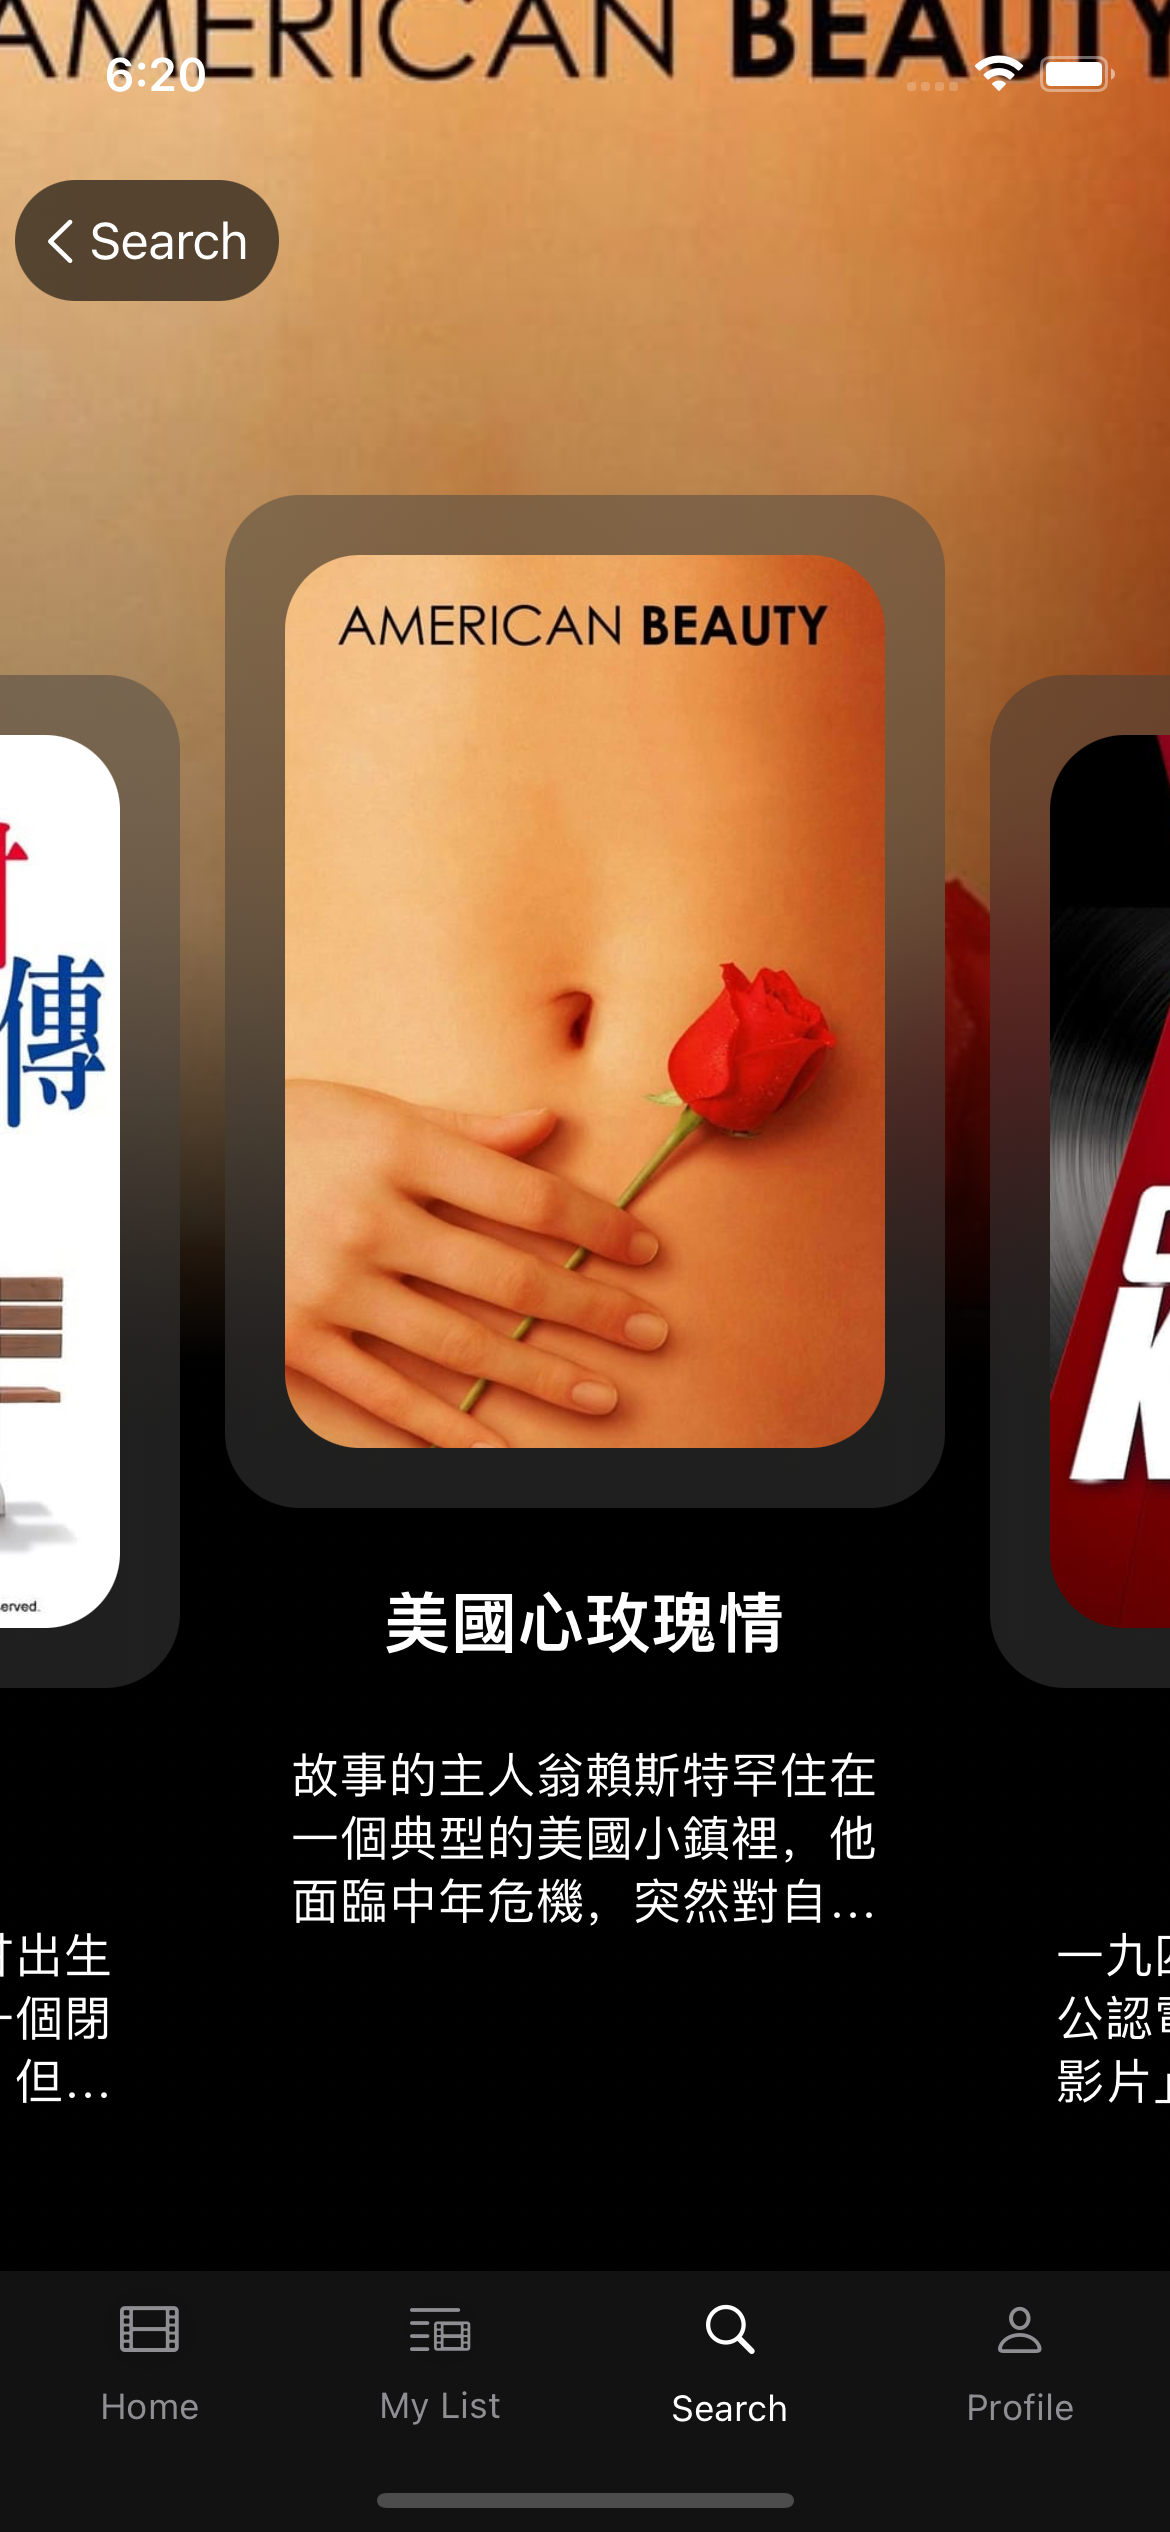 AMERICAN BEAUTY
6:20
Search
AMERICAN BEAUTY
傳
served.
美國心玫瑰情
故事的主人翁賴斯特罕住在
一個典型的美國小鎮裡，他
面臨中年危機，突然對自...
出生
個閉
但...
一九
公認
影片
Home
My List
Search
Profile